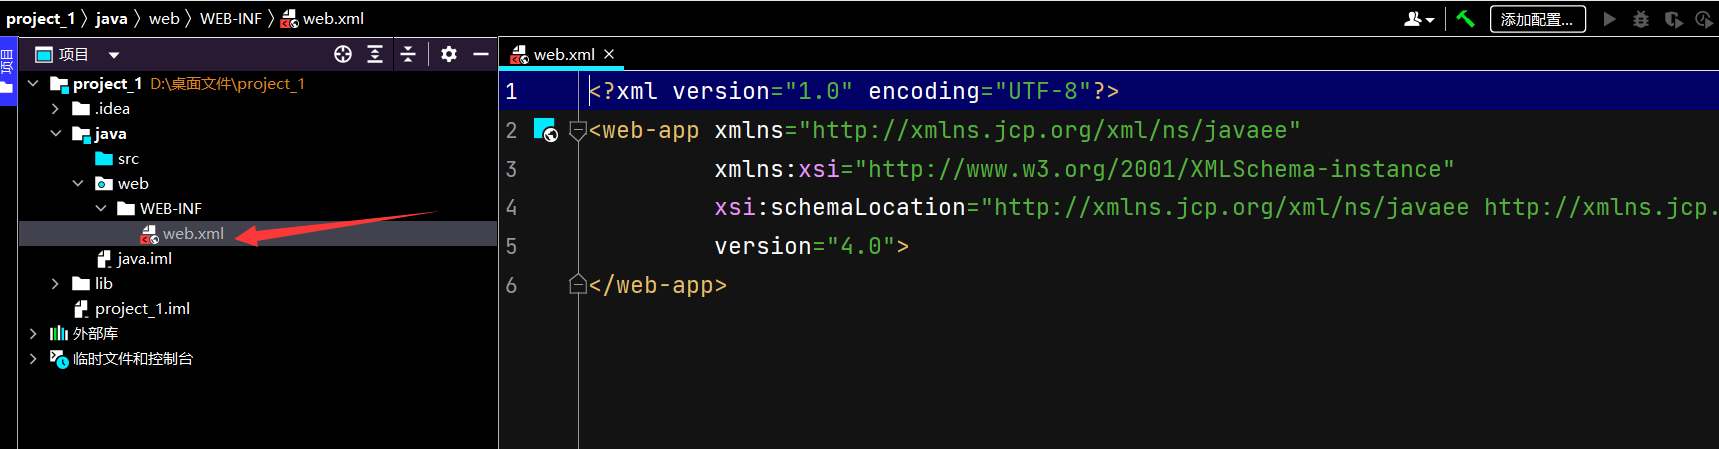 project_1 〉 java 〉 web 〉 WEB-INF 〉 web.xml
添加配置...
项目
项目
web.xml ×
project_1 D:\桌面文件\project_1
.idea
java
src
web
WEB-INF
web.xml
java.iml
lib
project_1.iml
外部库
临时文件和控制台
1 <?xml version="1.0" encoding="UTF-8"?>
2 <web-app xmlns="http://xmlns.jcp.org/xml/ns/javaee"
3 xmlns:xsi="http://www.w3.org/2001/XMLSchema-instance"
4 xsi:schemaLocation="http://xmlns.jcp.org/xml/ns/javaee http://xmlns.jcp.
5 version="4.0">
6 </web-app>